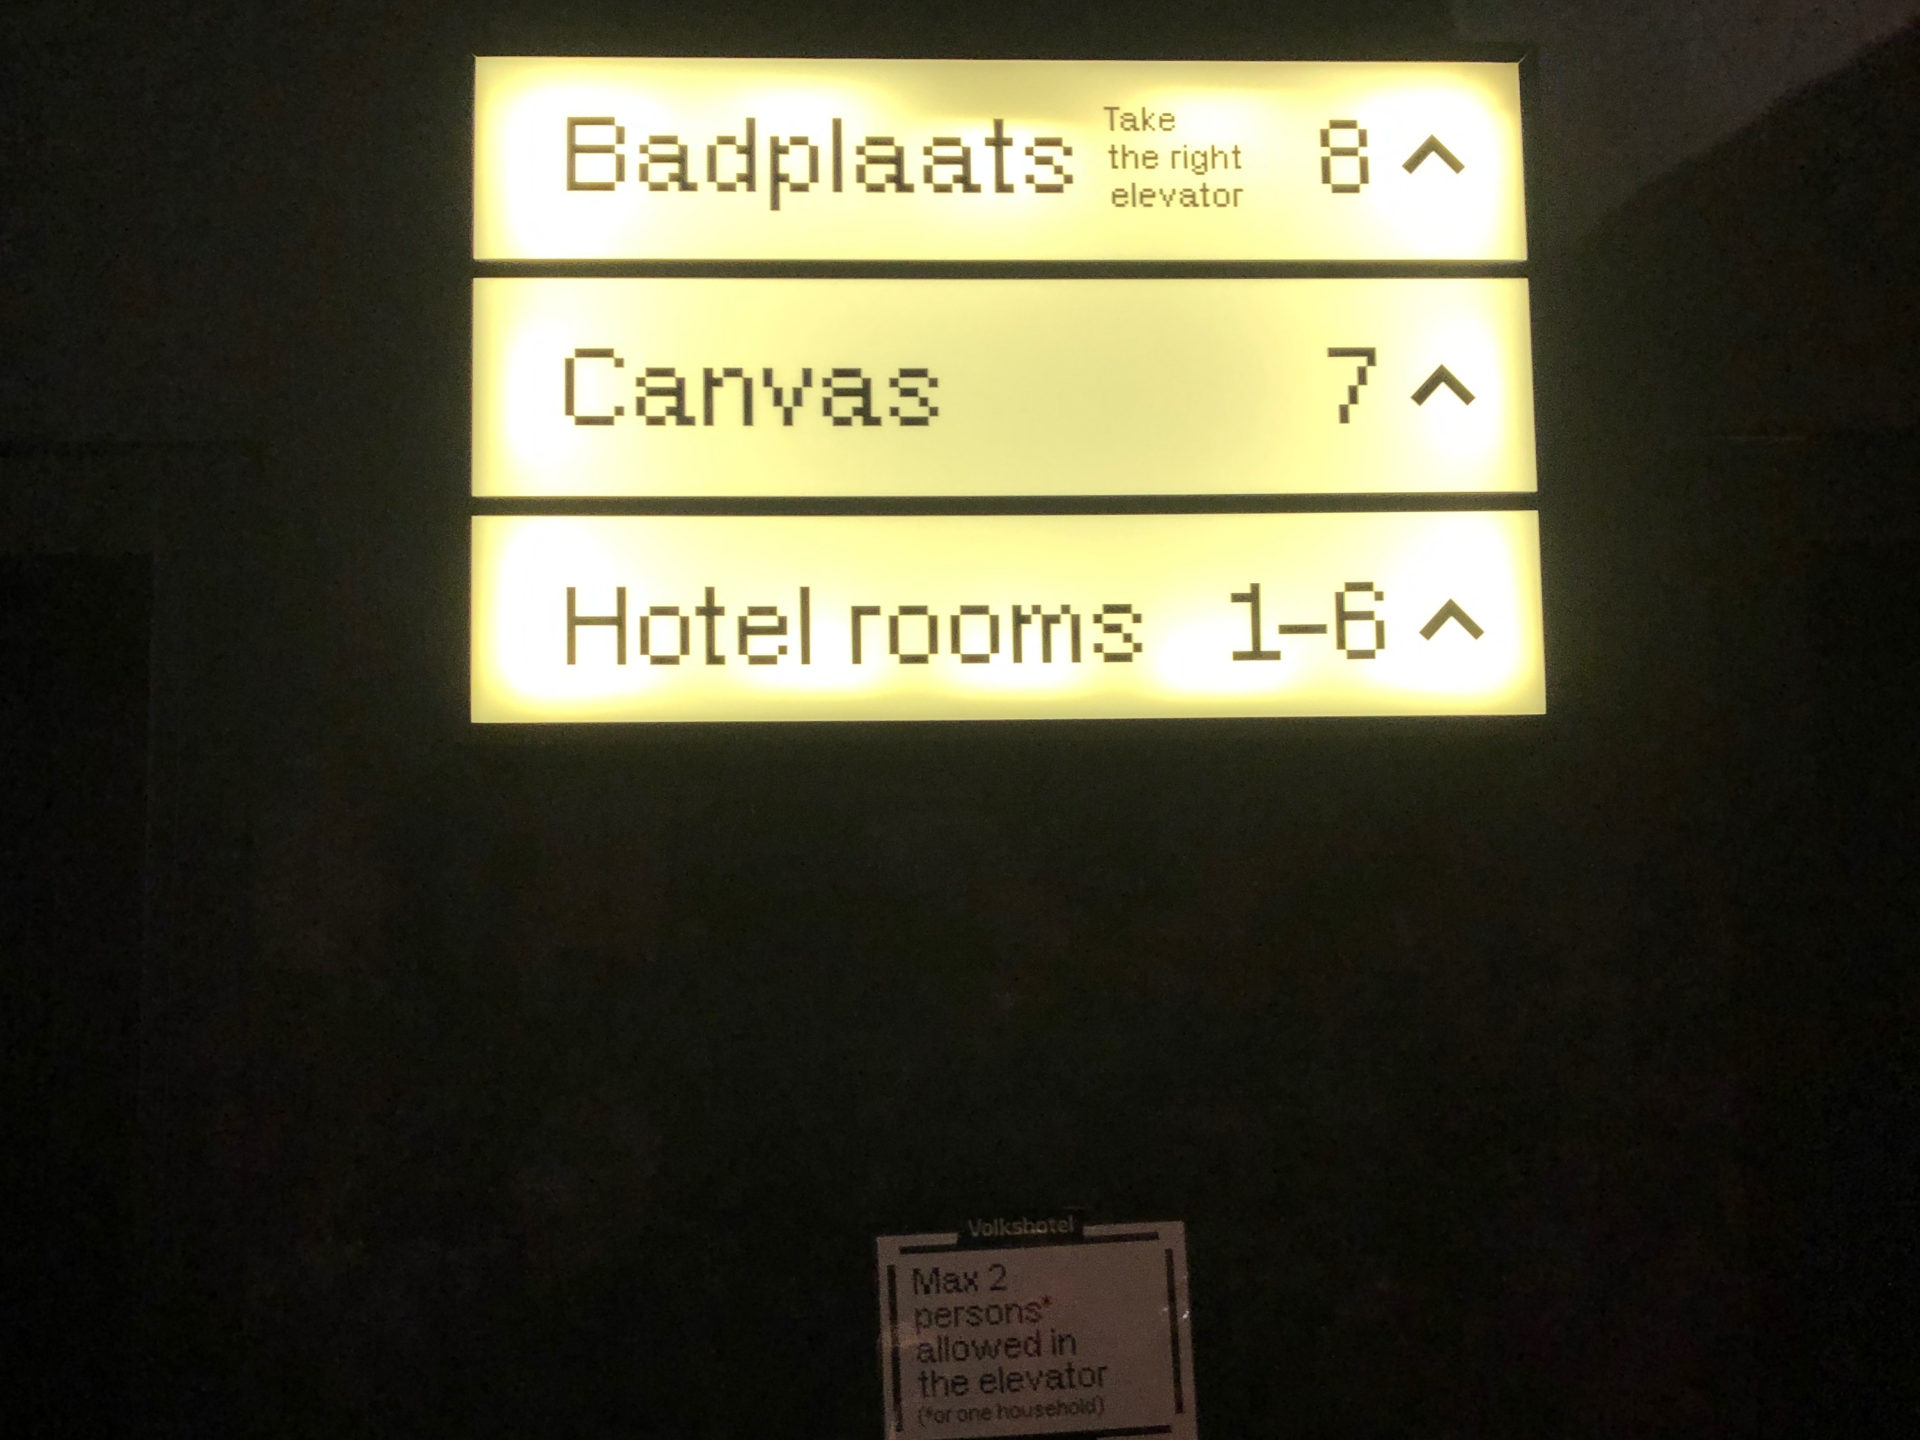 Badplaats Take
the right
elevator 8 ^
Canvas 7 ^
Hotel rooms 1–6 ^
Volkshotel
Max 2
persons*
allowed in
the elevator
(*or one household)